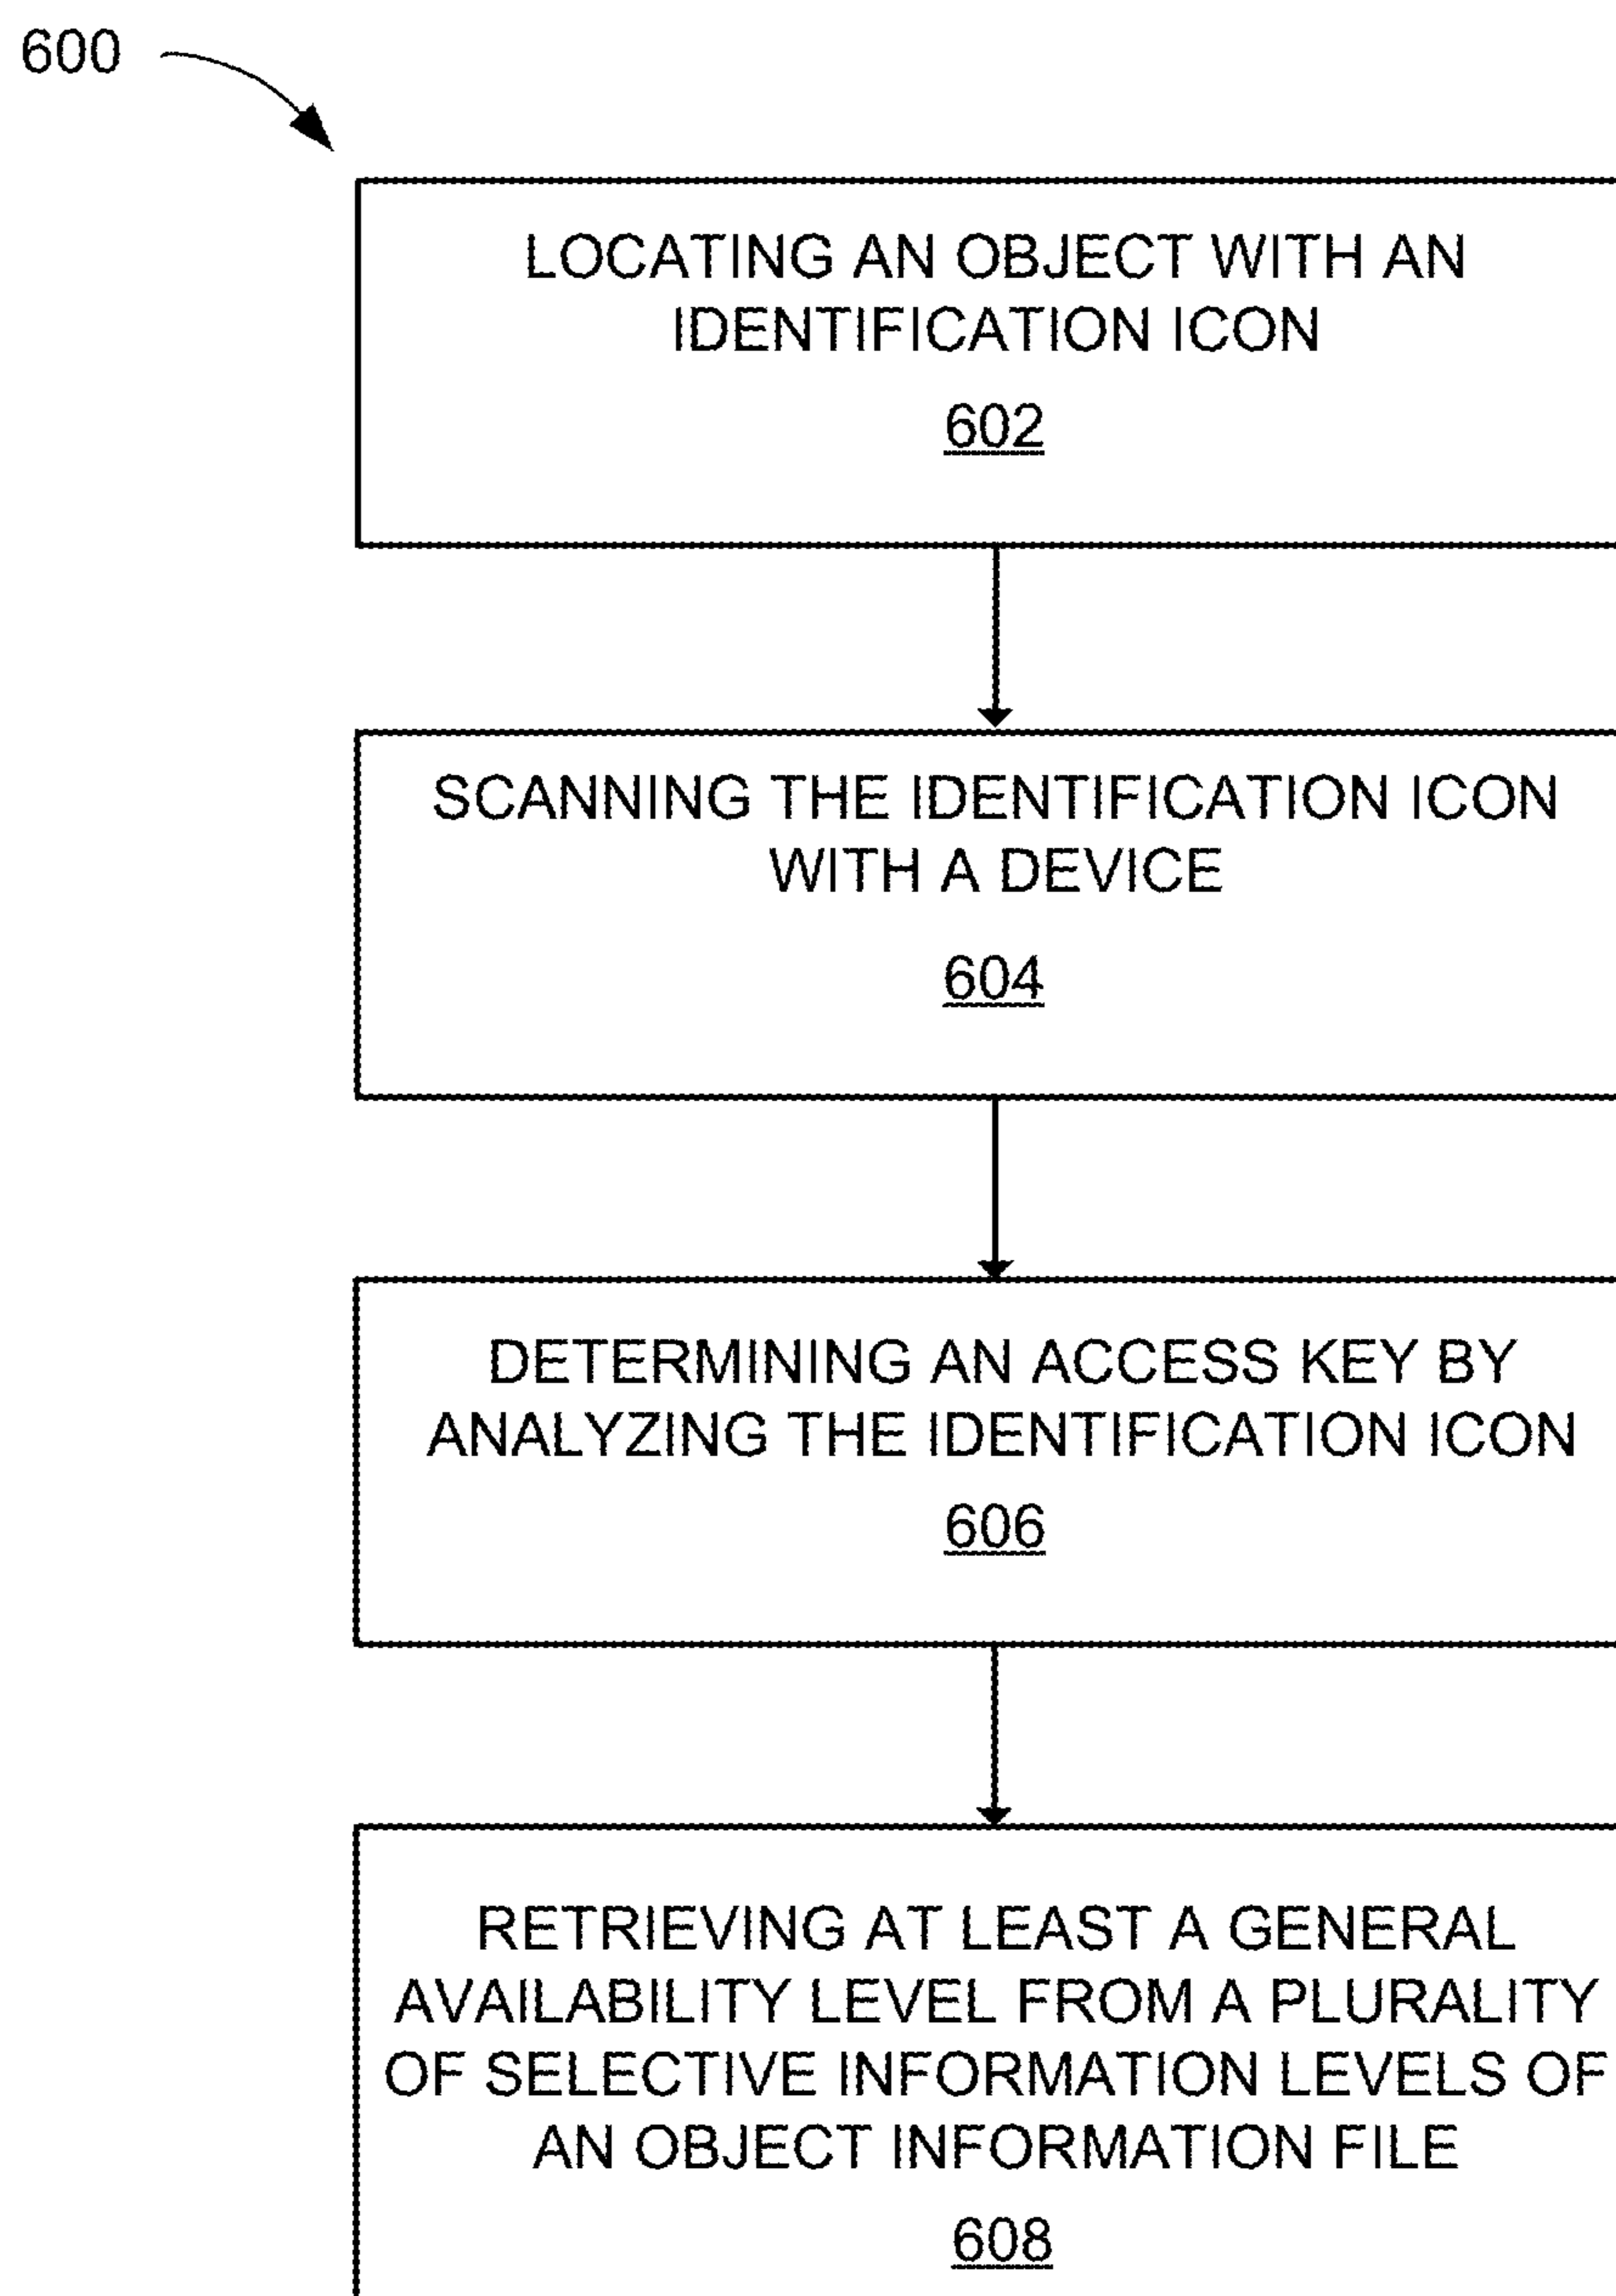 600
LOCATING AN OBJECT WITH AN
IDENTIFICATION ICON
602
SCANNING THE IDENTIFICATION ICON
WITH A DEVICE
604
DETERMINING AN ACCESS KEY BY
ANALYZING THE IDENTIFICATION ICON
606
RETRIEVING AT LEAST A GENERAL
AVAILABILITY LEVEL FROM A PLURALITY
OF SELECTIVE INFORMATION LEVELS OF
AN OBJECT INFORMATION FILE
608